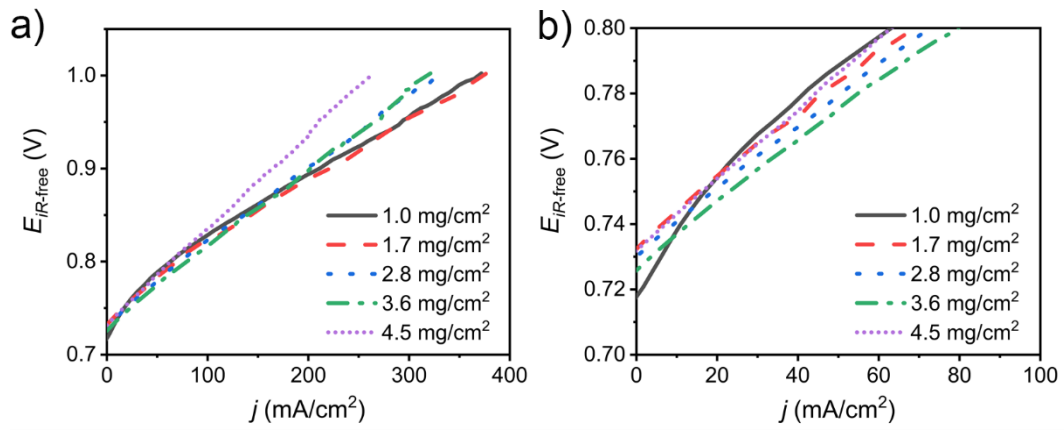 a)
E_iR-free (V)
1.0
0.9
0.8
0.7
0
100
200
300
400
j (mA/cm²)
1.0 mg/cm²
1.7 mg/cm²
2.8 mg/cm²
3.6 mg/cm²
4.5 mg/cm²
b)
E_iR-free (V)
0.80
0.78
0.76
0.74
0.72
0.70
0
20
40
60
80
100
j (mA/cm²)
1.0 mg/cm²
1.7 mg/cm²
2.8 mg/cm²
3.6 mg/cm²
4.5 mg/cm²